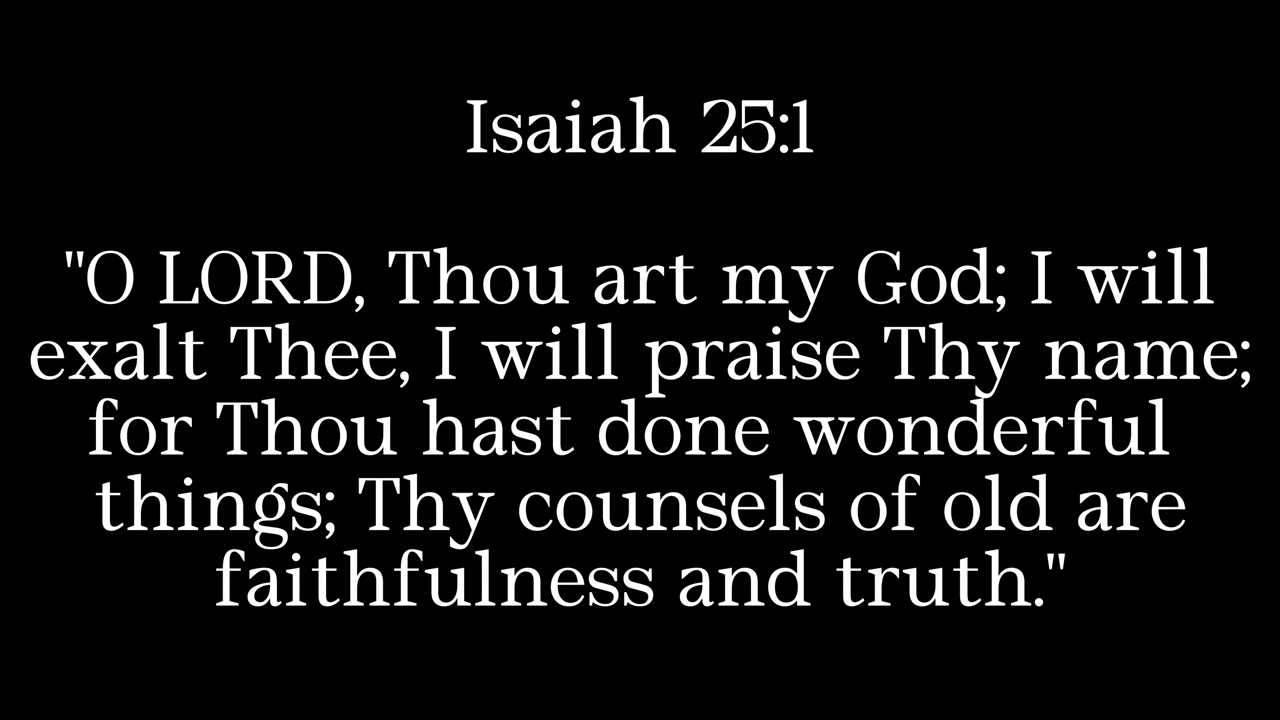 Isaiah 25:1
"O LORD, Thou art my God; I will
exalt Thee, I will praise Thy name;
for Thou hast done wonderful
things; Thy counsels of old are
faithfulness and truth."